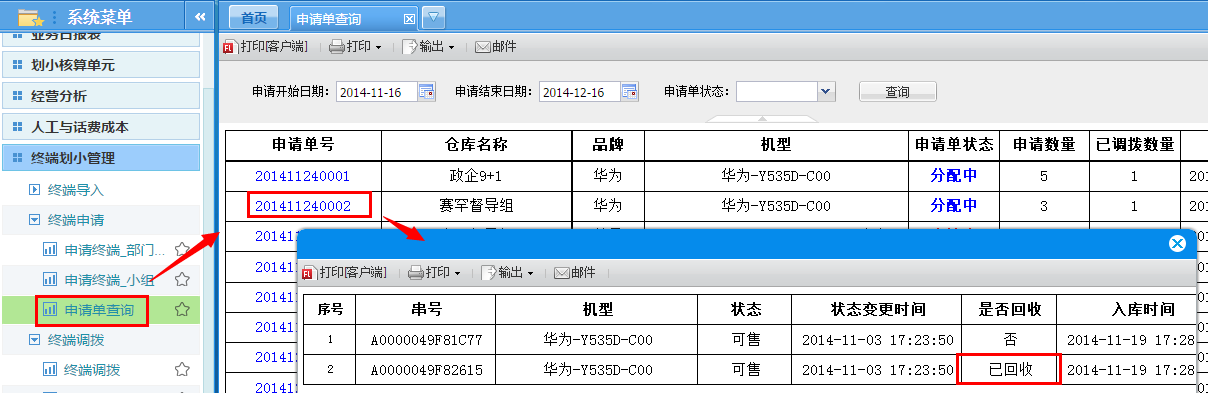 系统菜单 «
业务日报表
划小核算单元
经营分析
人工与话费成本
终端划小管理
终端导入
终端申请
申请终端_部门...
申请终端_小组
申请单查询
终端调拨
终端调拨
首页 申请单查询
打印[客户端] 打印 输出 邮件
申请开始日期: 2014-11-16 申请结束日期: 2014-12-16 申请单状态: 查询
申请单号 仓库名称 品牌 机型 申请单状态 申请数量 已调拨数量
201411240001 政企9+1 华为 华为-Y535D-C00 分配中 5 1 201
201411240002 赛罕督导组 华为 华为-Y535D-C00 分配中 3 1 201
20141
20141
20141
20141
20141
20141
打印[客户端] 打印 输出 邮件
序号 串号 机型 状态 状态变更时间 是否回收 入库时间
1 A0000049F81C77 华为-Y535D-C00 可售 2014-11-03 17:23:50 否 2014-11-19 17:28
2 A0000049F82615 华为-Y535D-C00 可售 2014-11-03 17:23:50 已回收 2014-11-19 17:28